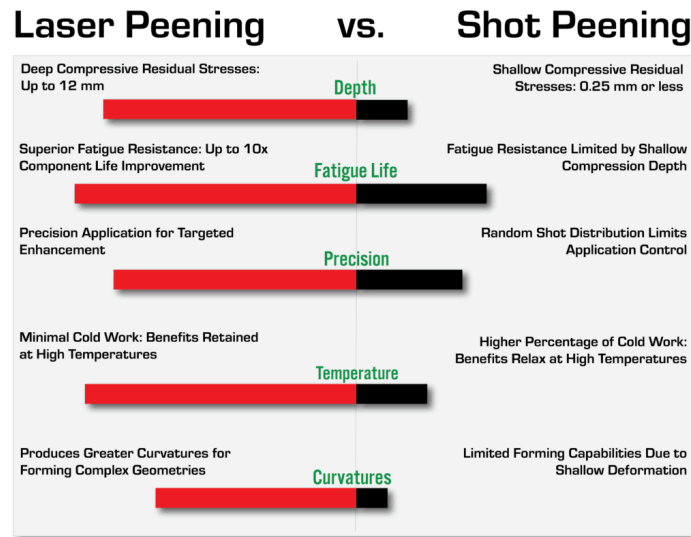 Laser Peening vs. Shot Peening
Deep Compressive Residual Stresses:
Up to 12 mm
Depth
Shallow Compressive Residual
Stresses: 0.25 mm or less
Superior Fatigue Resistance: Up to 10x
Component Life Improvement
Fatigue Life
Fatigue Resistance Limited by Shallow
Compression Depth
Precision Application for Targeted
Enhancement
Precision
Random Shot Distribution Limits
Application Control
Minimal Cold Work: Benefits Retained
at High Temperatures
Temperature
Higher Percentage of Cold Work:
Benefits Relax at High Temperatures
Produces Greater Curvatures for
Forming Complex Geometries
Curvatures
Limited Forming Capabilities Due to
Shallow Deformation